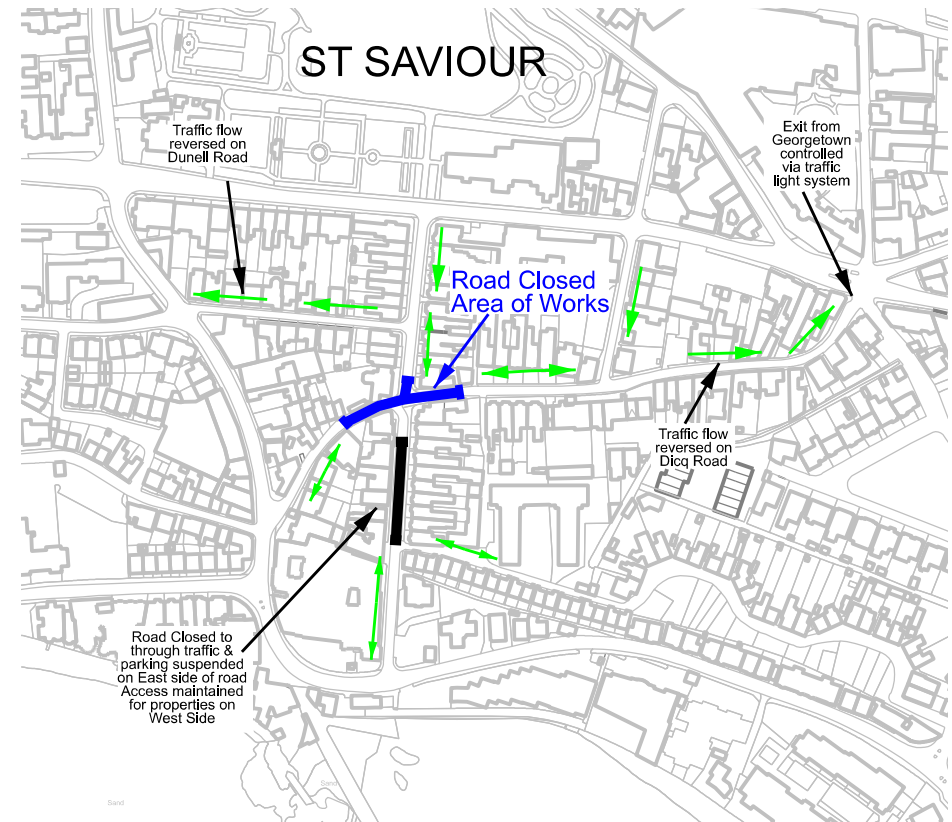 ST SAVIOUR
Traffic flow
reversed on
Dunell Road
Exit from
Georgetown
controlled
via traffic
light system
Road Closed
Area of Works
Traffic flow
reversed on
Dicq Road
Road Closed to
through traffic &
parking suspended
on East side of road
Access maintained
for properties on
West Side
Sand
Sand